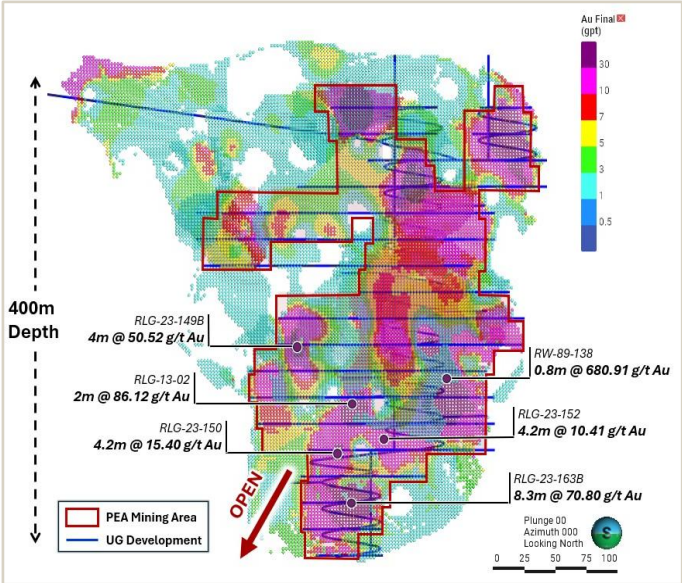 Au Final
(gpt)
30
10
7
5
3
1
0.5
400m
Depth
RLG-23-149B
4m @ 50.52 g/t Au
RLG-13-02
2m @ 86.12 g/t Au
RLG-23-150
4.2m @ 15.40 g/t Au
RW-89-138
0.8m @ 680.91 g/t Au
RLG-23-152
4.2m @ 10.41 g/t Au
RLG-23-163B
8.3m @ 70.80 g/t Au
OPEN
PEA Mining Area
UG Development
Plunge 00
Azimuth 000
Looking North
S
0 25 50 75 100